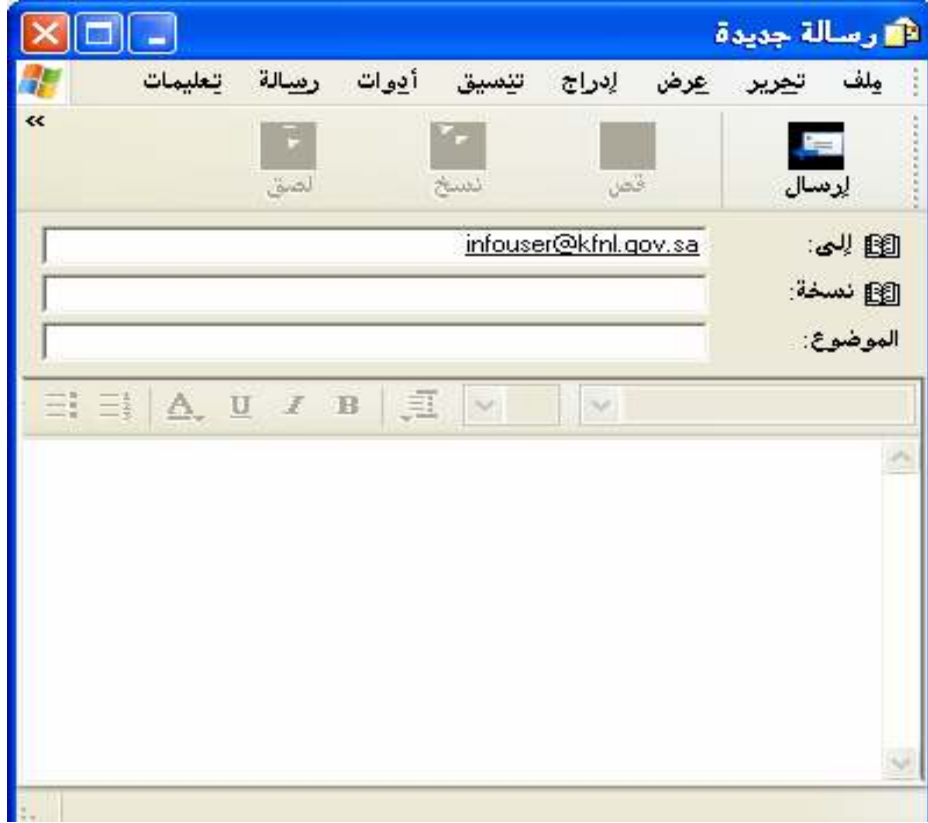 رسالة جديدة
ملف تحرير عرض إدراج تنسيق أدوات رسالة تعليمات
إرسال قص نسخ لصق »
إلى: infouser@kfnl.gov.sa
نسخة:
الموضوع:
B I U A